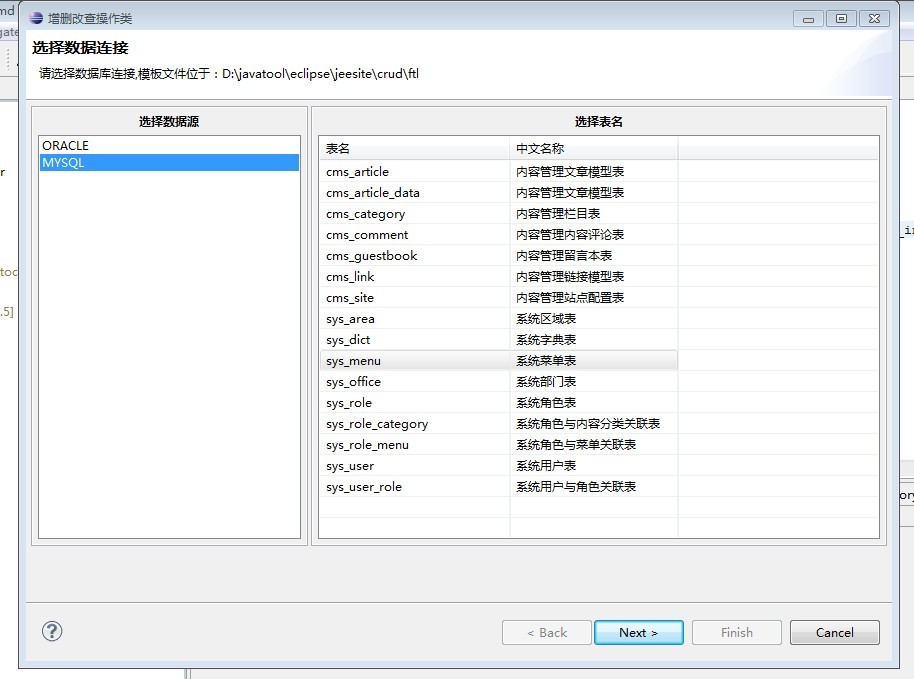 增删改查操作类
选择数据连接
请选择数据库连接,模板文件位于：D:\javatool\eclipse\jeesite\crud\ftl
选择数据源
ORACLE
MYSQL
选择表名
表名 中文名称
cms_article 内容管理文章模型表
cms_article_data 内容管理文章模型表
cms_category 内容管理栏目表
cms_comment 内容管理内容评论表
cms_guestbook 内容管理留言本表
cms_link 内容管理链接模型表
cms_site 内容管理站点配置表
sys_area 系统区域表
sys_dict 系统字典表
sys_menu 系统菜单表
sys_office 系统部门表
sys_role 系统角色表
sys_role_category 系统角色与内容分类关联表
sys_role_menu 系统角色与菜单关联表
sys_user 系统用户表
sys_user_role 系统用户与角色关联表
< Back Next > Finish Cancel